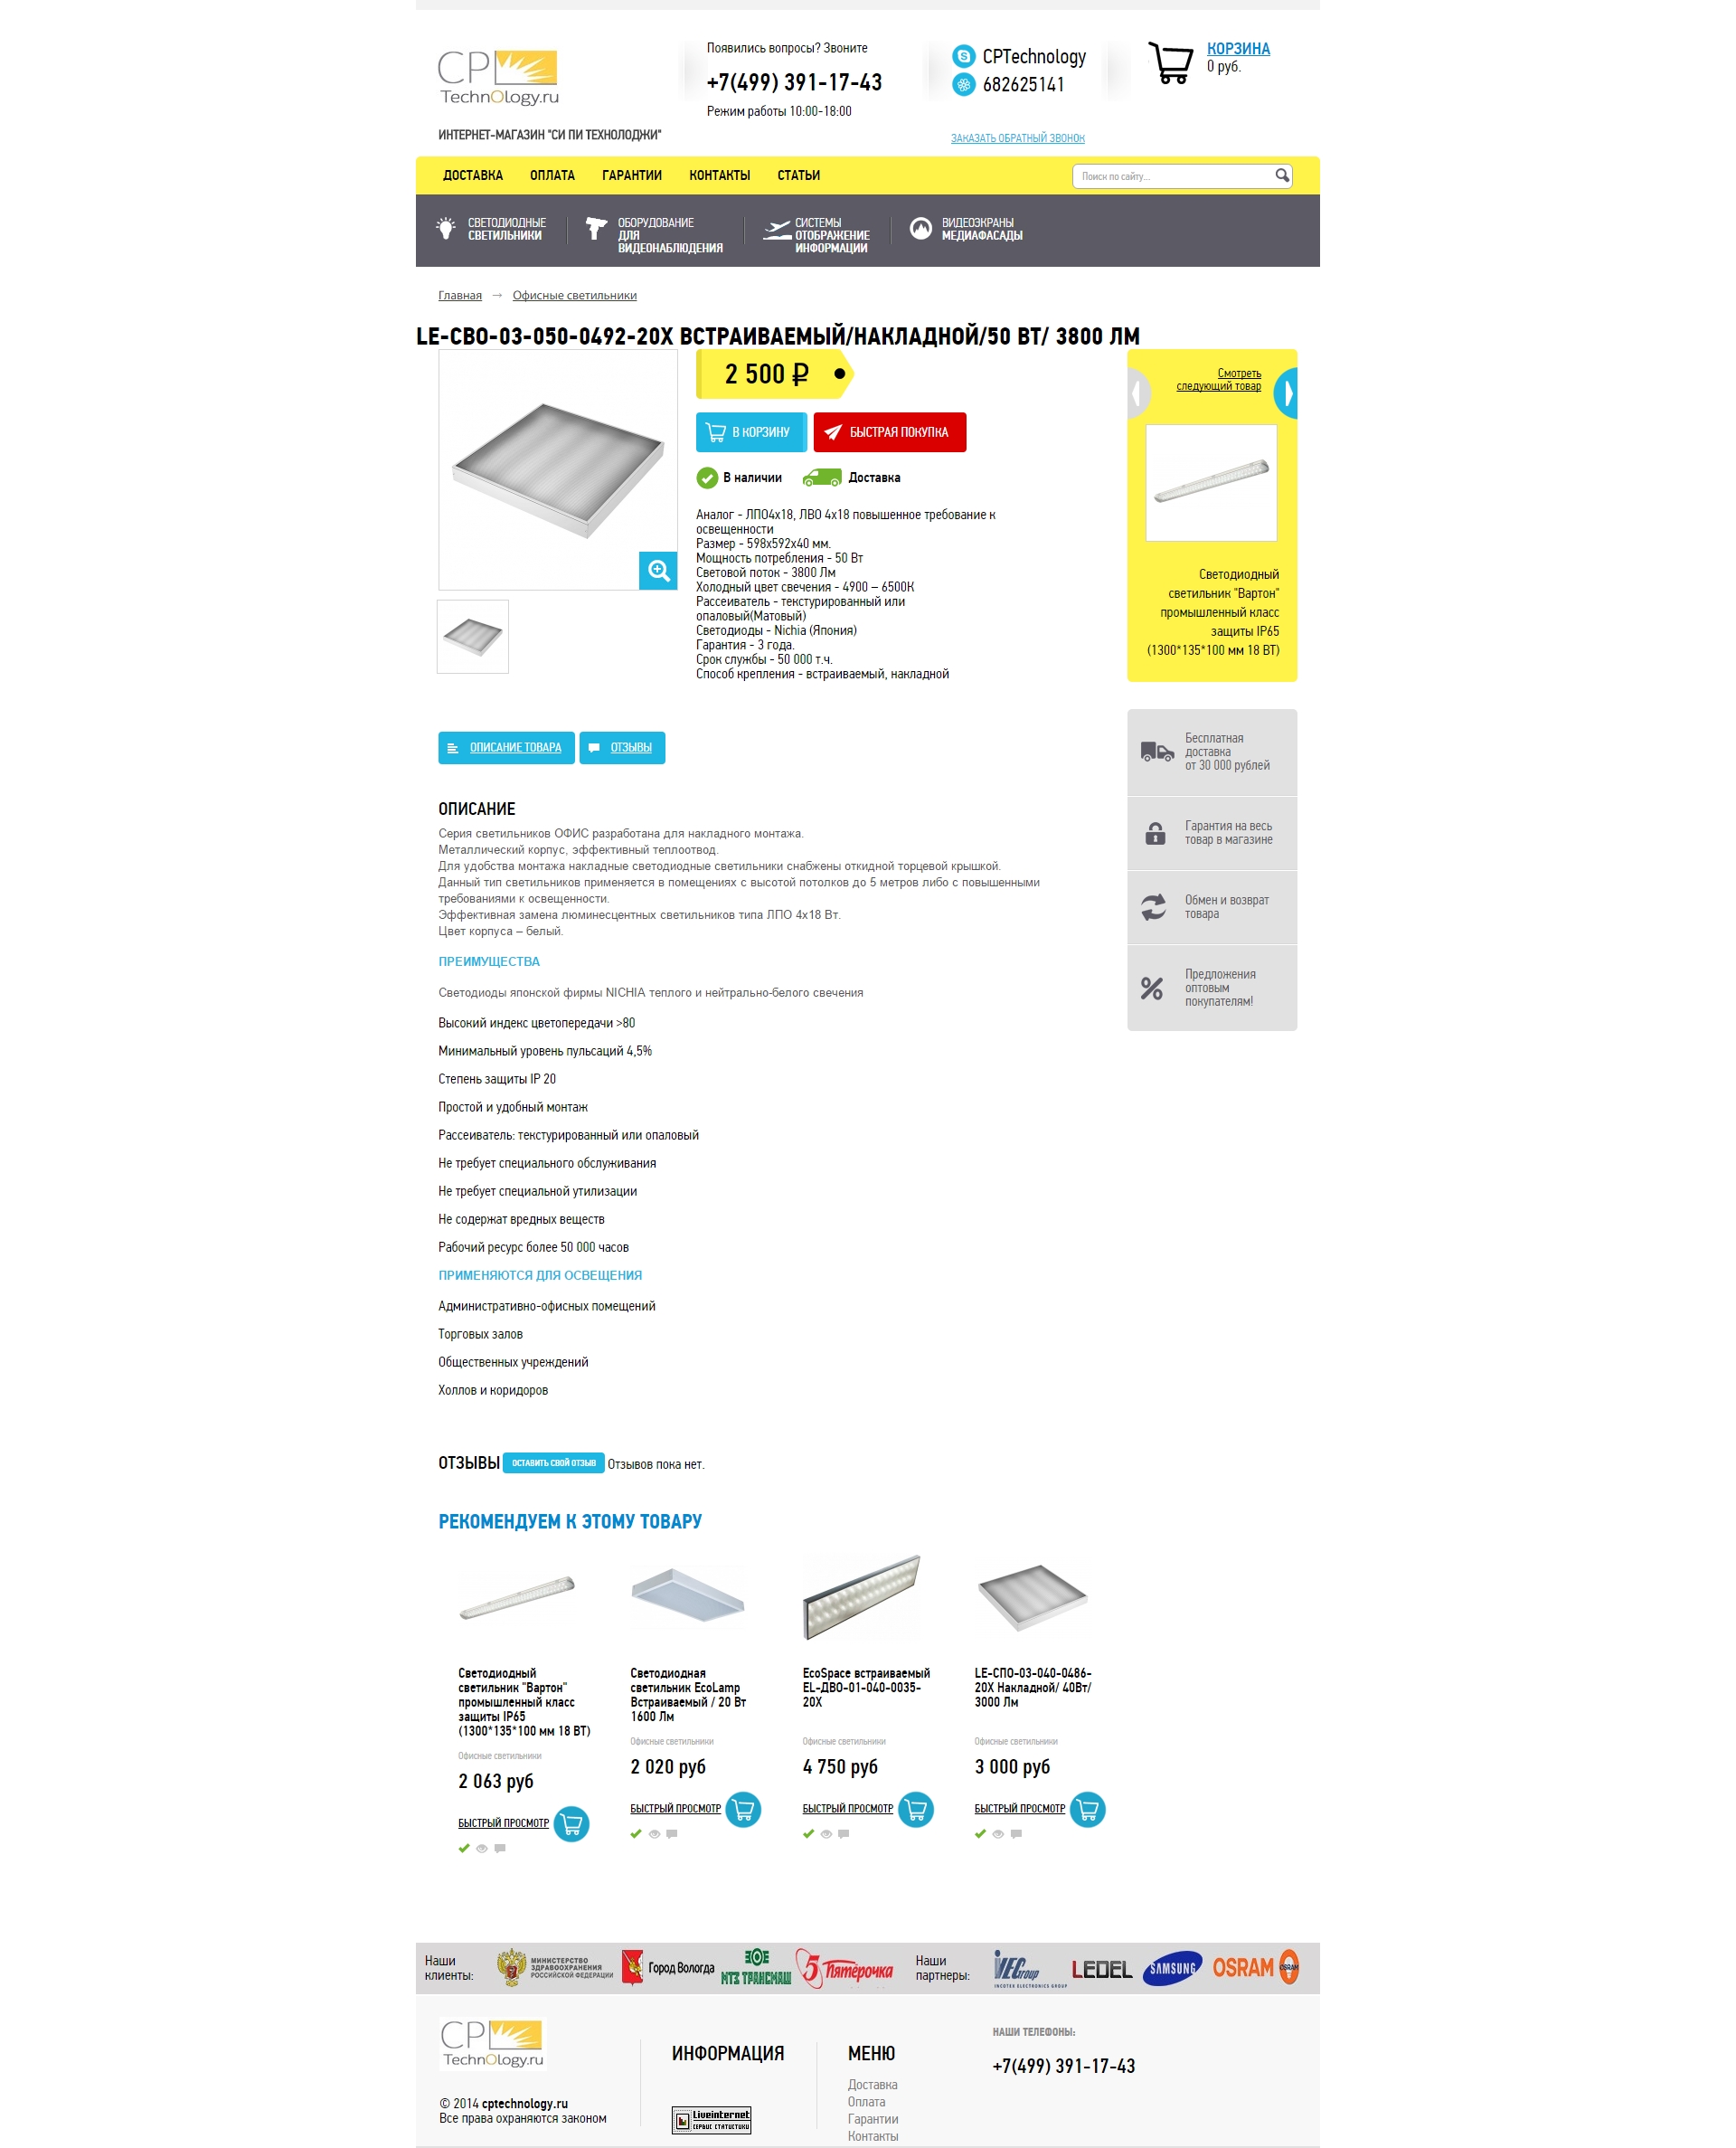 CP
TechnOlogy.ru
ИНТЕРНЕТ-МАГАЗИН "СИ ПИ ТЕХНОЛОДЖИ"
Появились вопросы? Звоните
+7(499) 391-17-43
Режим работы 10:00-18:00
CPTechnology
682625141
ЗАКАЗАТЬ ОБРАТНЫЙ ЗВОНОК
КОРЗИНА
0 руб.
ДОСТАВКА ОПЛАТА ГАРАНТИИ КОНТАКТЫ СТАТЬИ
Поиск по сайту...
СВЕТОДИОДНЫЕ
СВЕТИЛЬНИКИ
ОБОРУДОВАНИЕ
ДЛЯ
ВИДЕОНАБЛЮДЕНИЯ
СИСТЕМЫ
ОТОБРАЖЕНИЕ
ИНФОРМАЦИИ
ВИДЕОЭКРАНЫ
МЕДИАФАСАДЫ
Главная → Офисные светильники
LE-СВО-03-050-0492-20Х ВСТРАИВАЕМЫЙ/НАКЛАДНОЙ/50 ВТ/ 3800 ЛМ
2 500 ₽
В КОРЗИНУ
БЫСТРАЯ ПОКУПКА
В наличии
Доставка
Аналог - ЛПО4х18, ЛВО 4х18 повышенное требование к
освещенности
Размер - 598х592х40 мм.
Мощность потребления - 50 Вт
Световой поток - 3800 Лм
Холодный цвет свечения - 4900 – 6500К
Рассеиватель - текстурированный или
опаловый(Матовый)
Светодиоды - Nichia (Япония)
Гарантия - 3 года.
Срок службы - 50 000 т.ч.
Способ крепления - встраиваемый, накладной
Смотреть
следующий товар
Светодиодный
светильник "Вартон"
промышленный класс
защиты IP65
(1300*135*100 мм 18 ВТ)
Бесплатная
доставка
от 30 000 рублей
Гарантия на весь
товар в магазине
Обмен и возврат
товара
Предложения
оптовым
покупателям!
ОПИСАНИЕ ТОВАРА
ОТЗЫВЫ
ОПИСАНИЕ
Серия светильников ОФИС разработана для накладного монтажа.
Металлический корпус, эффективный теплоотвод.
Для удобства монтажа накладные светодиодные светильники снабжены откидной торцевой крышкой.
Данный тип светильников применяется в помещениях с высотой потолков до 5 метров либо с повышенными
требованиями к освещенности.
Эффективная замена люминесцентных светильников типа ЛПО 4х18 Вт.
Цвет корпуса – белый.
ПРЕИМУЩЕСТВА
Светодиоды японской фирмы NICHIA теплого и нейтрально-белого свечения
Высокий индекс цветопередачи >80
Минимальный уровень пульсаций 4,5%
Степень защиты IP 20
Простой и удобный монтаж
Рассеиватель: текстурированный или опаловый
Не требует специального обслуживания
Не требует специальной утилизации
Не содержат вредных веществ
Рабочий ресурс более 50 000 часов
ПРИМЕНЯЮТСЯ ДЛЯ ОСВЕЩЕНИЯ
Административно-офисных помещений
Торговых залов
Общественных учреждений
Холлов и коридоров
ОТЗЫВЫ ОСТАВИТЬ СВОЙ ОТЗЫВ Отзывов пока нет.
РЕКОМЕНДУЕМ К ЭТОМУ ТОВАРУ
Светодиодный
светильник "Вартон"
промышленный класс
защиты IP65
(1300*135*100 мм 18 ВТ)
Офисные светильники
2 063 руб
БЫСТРЫЙ ПРОСМОТР
Светодиодная
светильник EcoLamp
Встраиваемый / 20 Вт
1600 Лм
Офисные светильники
2 020 руб
БЫСТРЫЙ ПРОСМОТР
EcoSpace встраиваемый
EL-ДВО-01-040-0035-
20Х
Офисные светильники
4 750 руб
БЫСТРЫЙ ПРОСМОТР
LE-СПО-03-040-0486-
20Х Накладной/ 40Вт/
3000 Лм
Офисные светильники
3 000 руб
БЫСТРЫЙ ПРОСМОТР
Наши
клиенты:
МИНИСТЕРСТВО
ЗДРАВООХРАНЕНИЯ
РОССИЙСКОЙ ФЕДЕРАЦИИ
Город Вологда
МТЗ ТРАНСМАШ
5 Пятёрочка
Наши
партнеры:
IEC Group
INCOTEX ELECTRONICS GROUP
LEDEL
SAMSUNG
OSRAM
OSRAM
CP
TechnOlogy.ru
© 2014 cptechnology.ru
Все права охраняются законом
ИНФОРМАЦИЯ
LiveInternet
СЕРВИС СТАТИСТИКИ
МЕНЮ
Доставка
Оплата
Гарантии
Контакты
НАШИ ТЕЛЕФОНЫ:
+7(499) 391-17-43